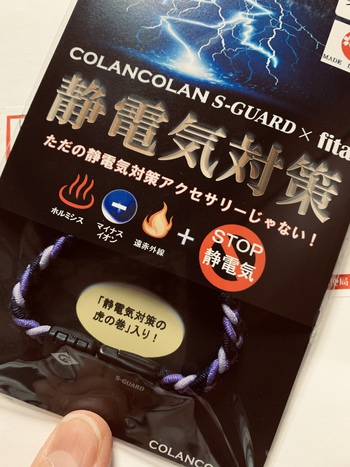 COLANCOLAN S-GUARD × fita
静電気対策
ただの静電気対策アクセサリーじゃない！
ホルミシス
マイナス
イオン
遠赤外線
+
STOP
静電気
「静電気対策の
虎の巻」入り！
S-GUARD
COLANCOLAN
MADE